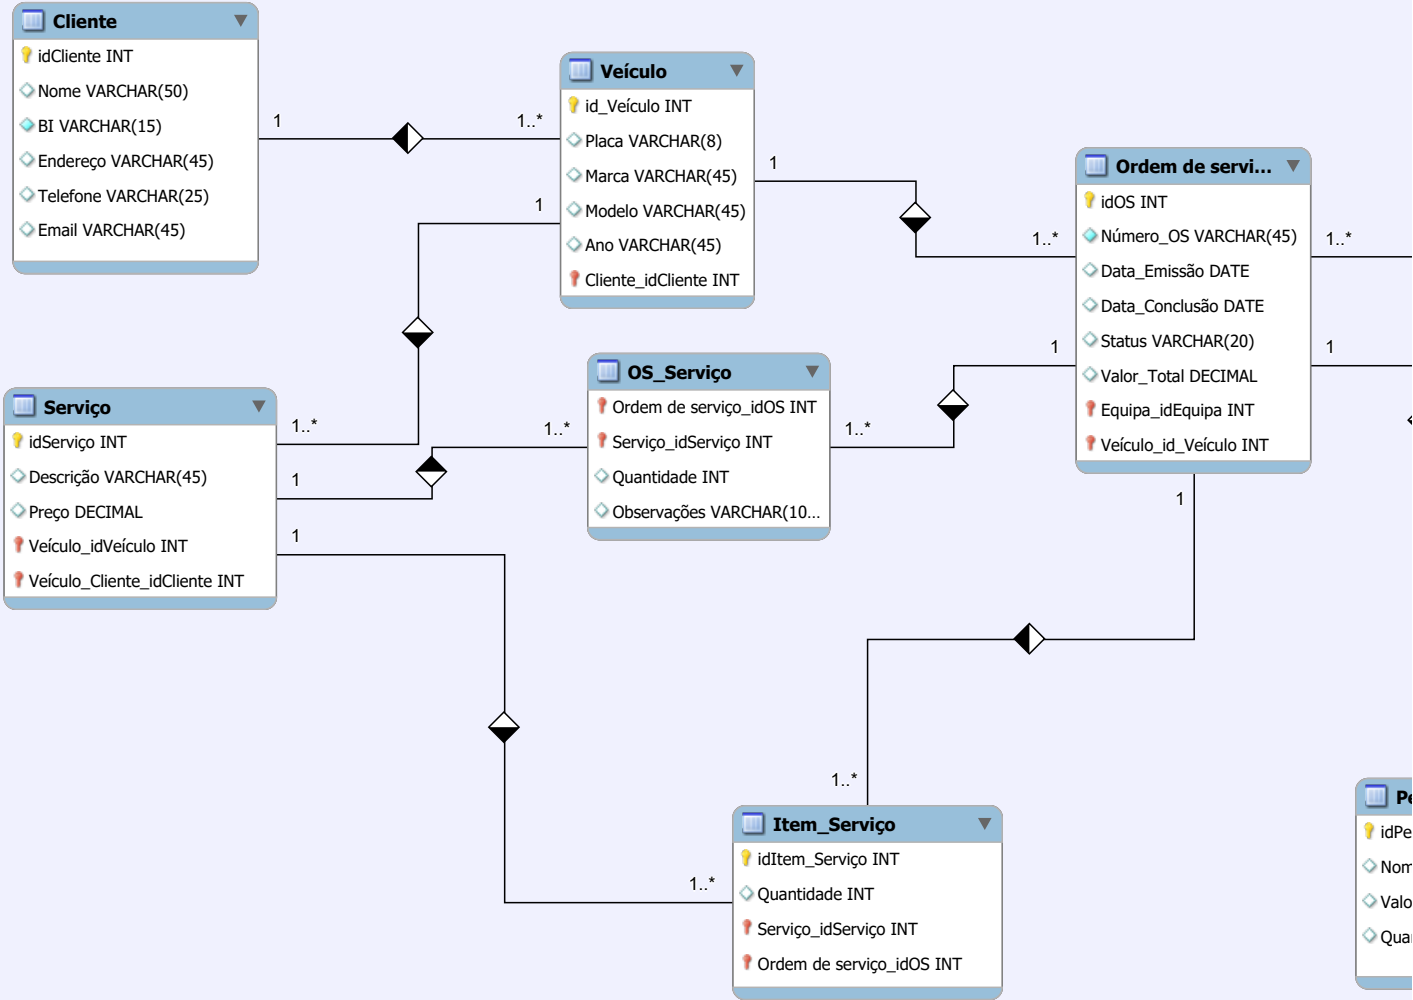 Cliente
idCliente INT
Nome VARCHAR(50)
BI VARCHAR(15)
Endereço VARCHAR(45)
Telefone VARCHAR(25)
Email VARCHAR(45)
1
1..*
Veículo
id_Veículo INT
Placa VARCHAR(8)
Marca VARCHAR(45)
Modelo VARCHAR(45)
Ano VARCHAR(45)
Cliente_idCliente INT
1
1
1..*
Ordem de servi...
idOS INT
Número_OS VARCHAR(45)
Data_Emissão DATE
Data_Conclusão DATE
Status VARCHAR(20)
Valor_Total DECIMAL
Equipa_idEquipa INT
Veículo_id_Veículo INT
1..*
1
1
1
Serviço
idServiço INT
Descrição VARCHAR(45)
Preço DECIMAL
Veículo_idVeículo INT
Veículo_Cliente_idCliente INT
1..*
1
1
OS_Serviço
Ordem de serviço_idOS INT
Serviço_idServiço INT
Quantidade INT
Observações VARCHAR(10...
1..*
1..*
1..*
1..*
Item_Serviço
idItem_Serviço INT
Quantidade INT
Serviço_idServiço INT
Ordem de serviço_idOS INT